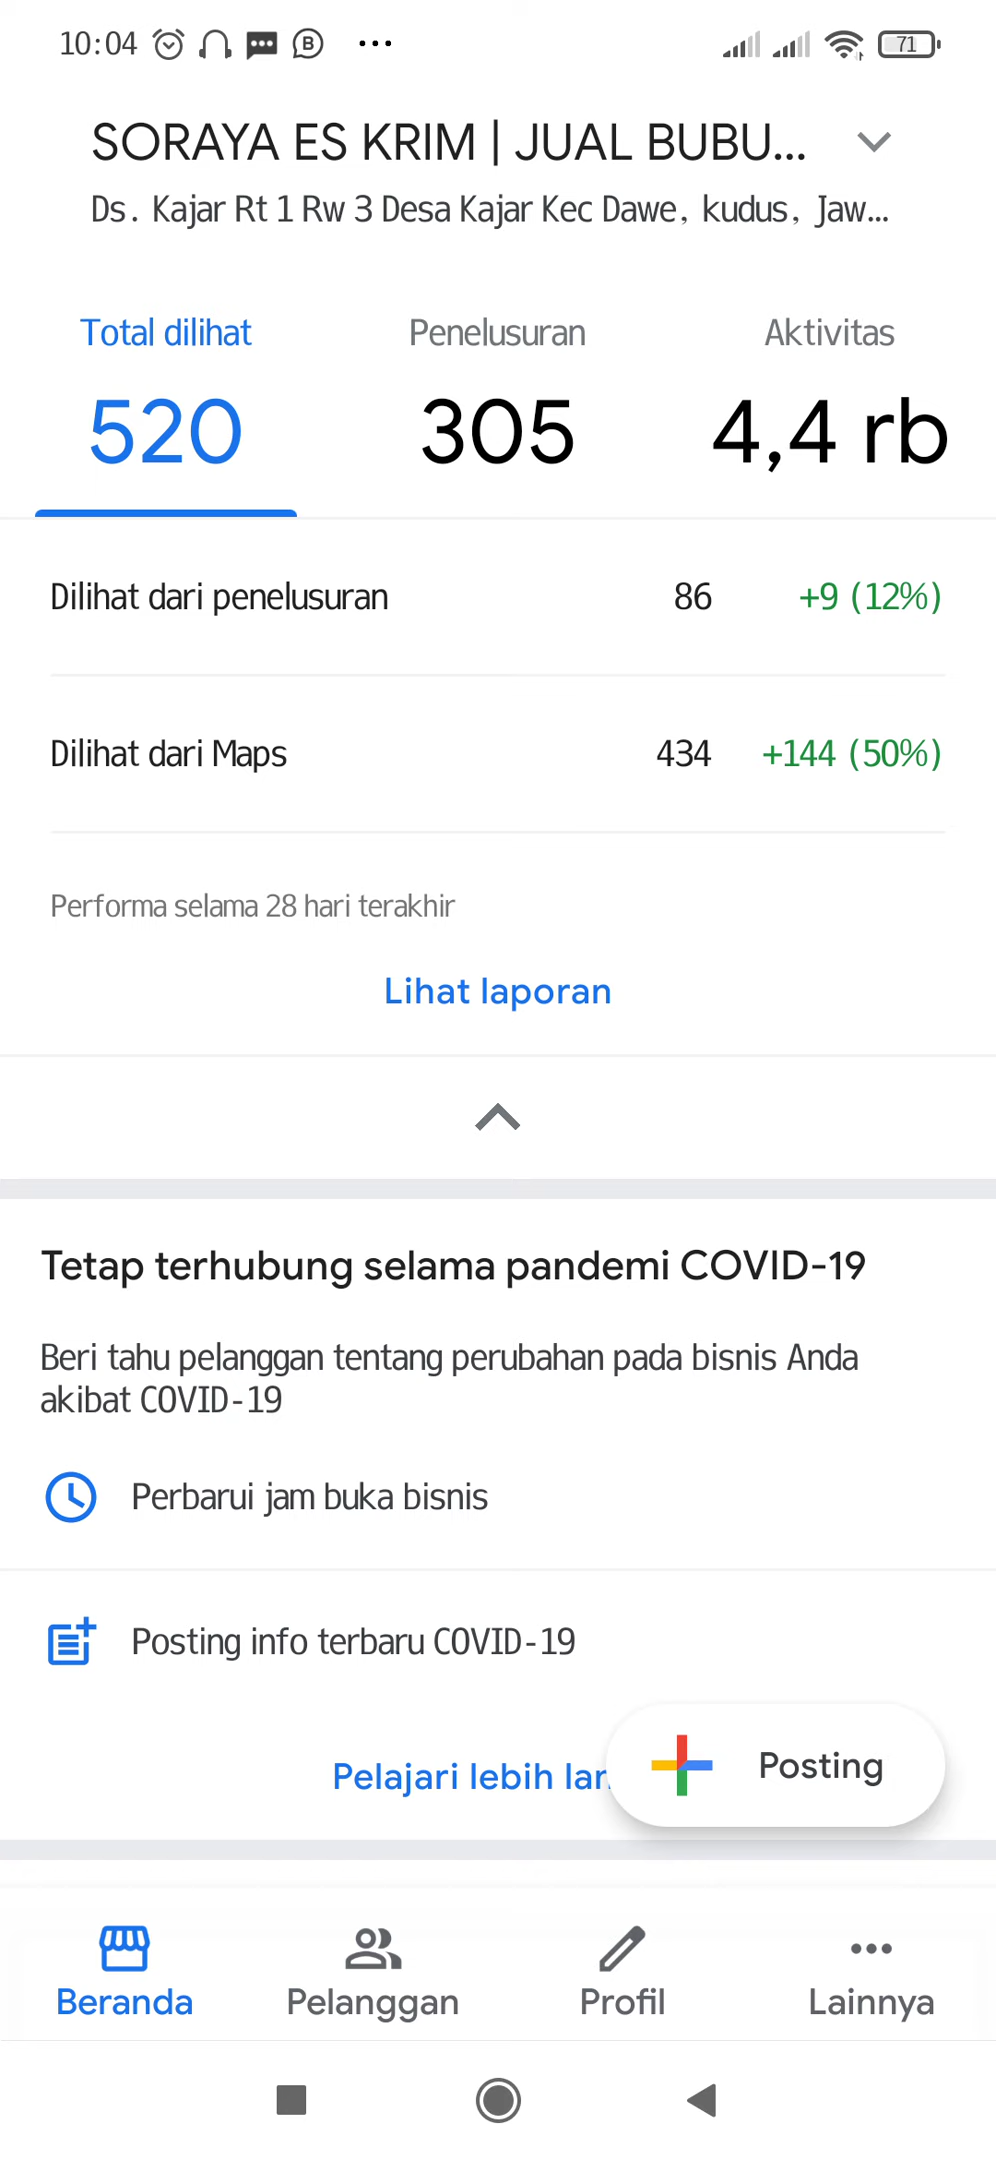 10:04
71
SORAYA ES KRIM | JUAL BUBU...
Ds. Kajar Rt 1 Rw 3 Desa Kajar Kec Dawe, kudus, Jaw...
Total dilihat Penelusuran Aktivitas
520 305 4,4 rb
Dilihat dari penelusuran 86 +9 (12%)
Dilihat dari Maps 434 +144 (50%)
Performa selama 28 hari terakhir
Lihat laporan
Tetap terhubung selama pandemi COVID-19
Beri tahu pelanggan tentang perubahan pada bisnis Anda
akibat COVID-19
Perbarui jam buka bisnis
Posting info terbaru COVID-19
Pelajari lebih lan
Posting
Beranda Pelanggan Profil Lainnya